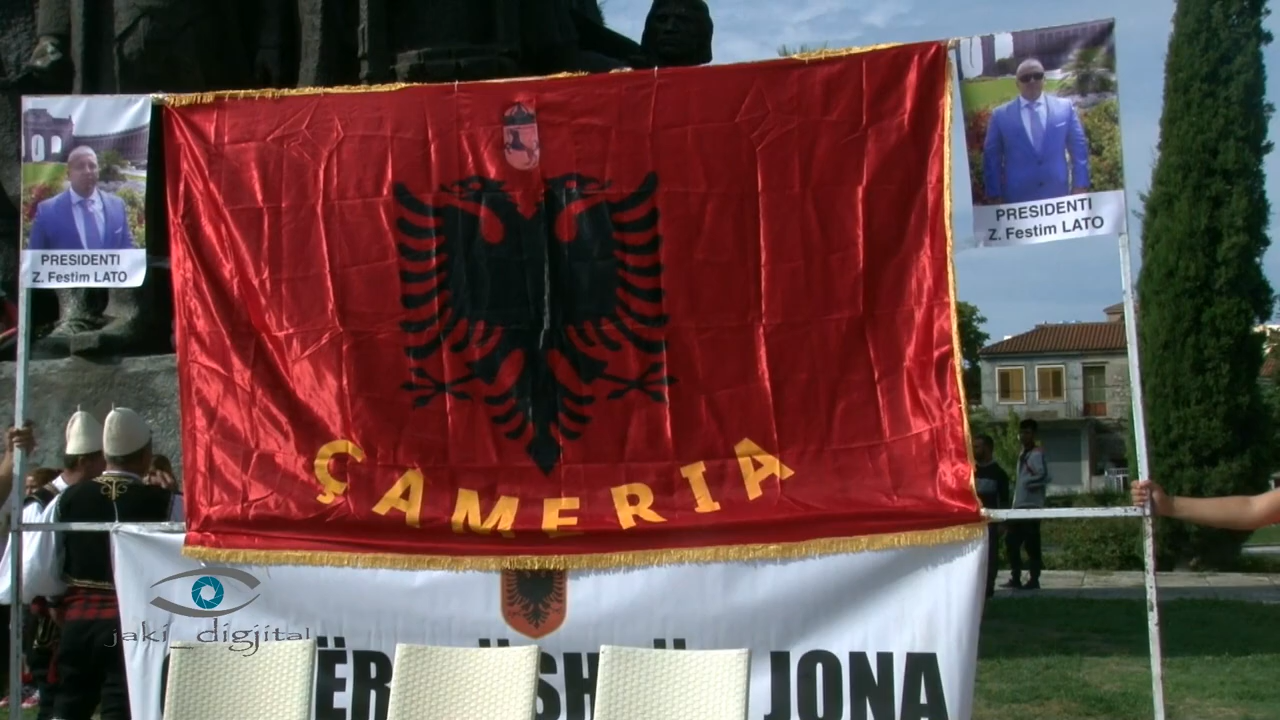 PRESIDENTI
Z. Festim LATO
PRESIDENTI
Z. Festim LATO
ÇAMERIA
jaki_digjital
JONA